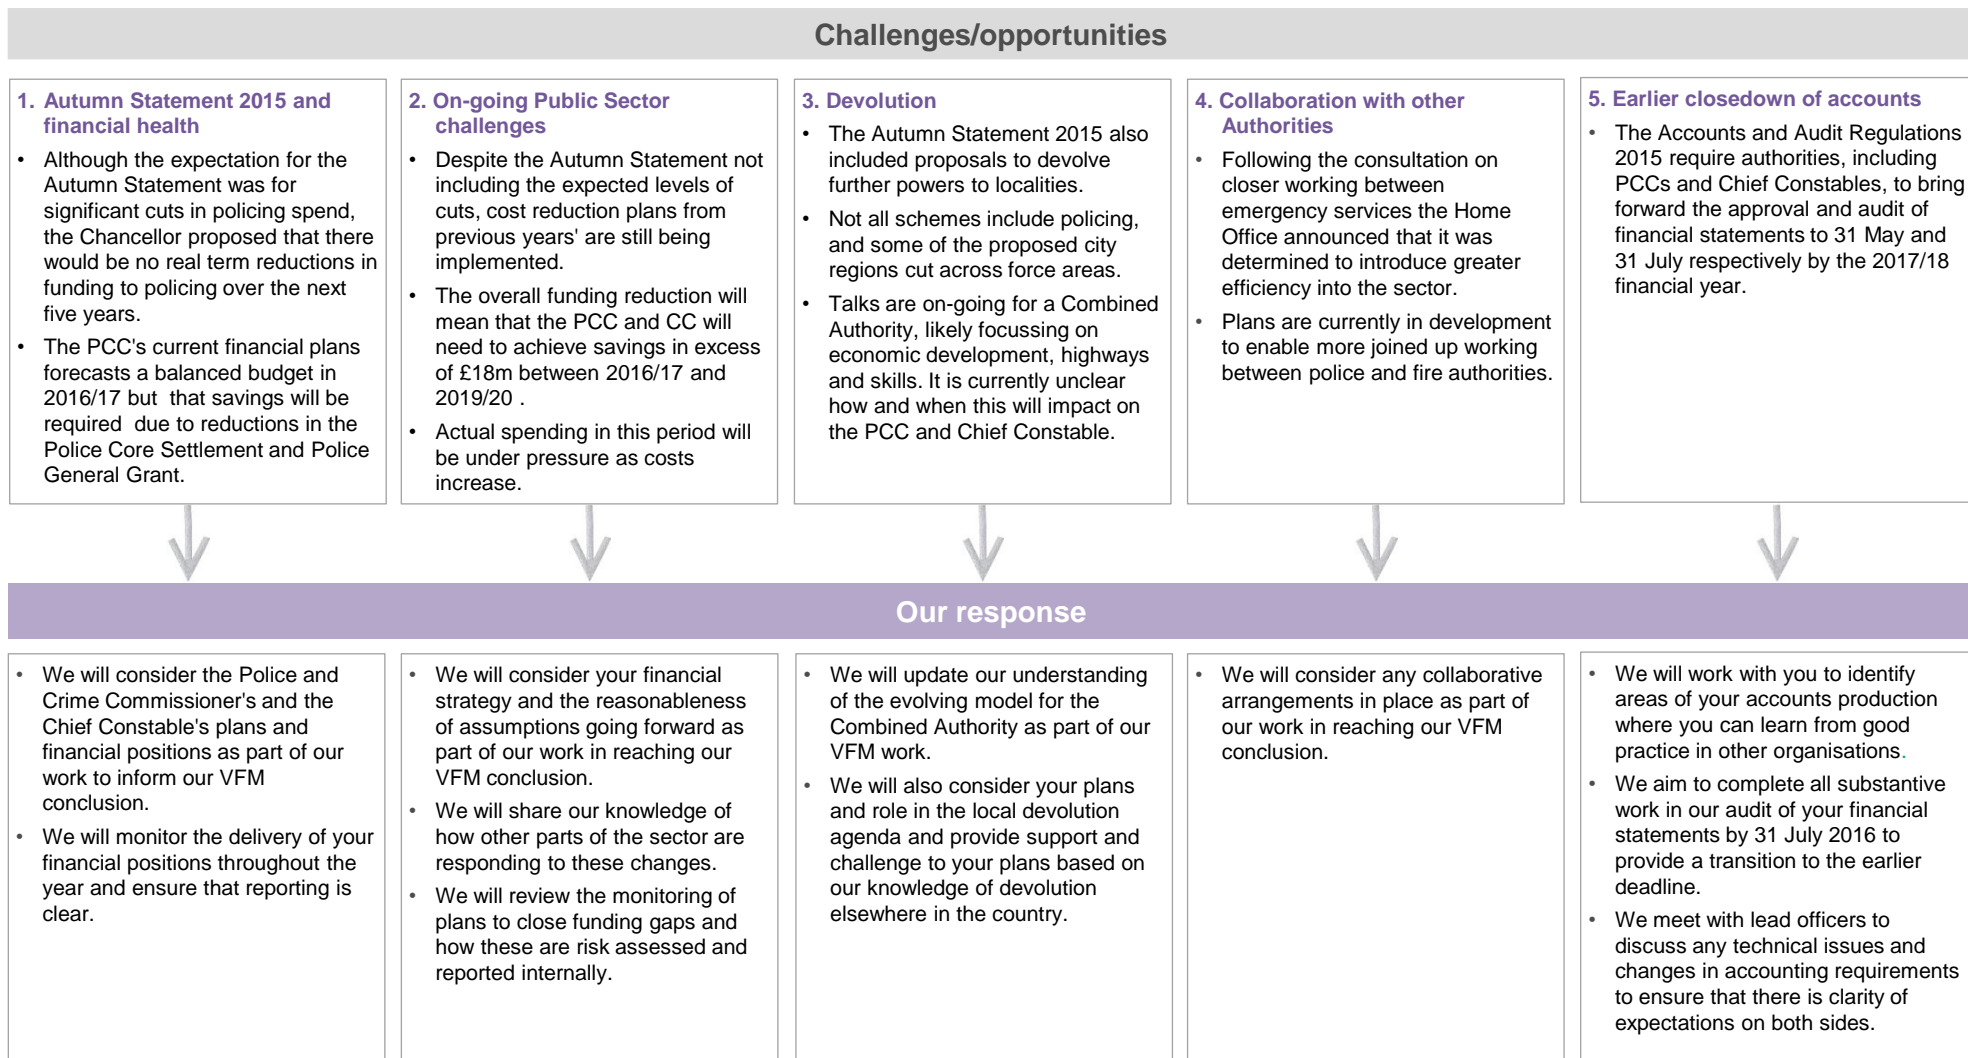 Challenges/opportunities
1. Autumn Statement 2015 and
financial health
• Although the expectation for the
Autumn Statement was for
significant cuts in policing spend,
the Chancellor proposed that there
would be no real term reductions in
funding to policing over the next
five years.
• The PCC's current financial plans
forecasts a balanced budget in
2016/17 but that savings will be
required due to reductions in the
Police Core Settlement and Police
General Grant.
2. On-going Public Sector
challenges
• Despite the Autumn Statement not
including the expected levels of
cuts, cost reduction plans from
previous years' are still being
implemented.
• The overall funding reduction will
mean that the PCC and CC will
need to achieve savings in excess
of £18m between 2016/17 and
2019/20 .
• Actual spending in this period will
be under pressure as costs
increase.
3. Devolution
• The Autumn Statement 2015 also
included proposals to devolve
further powers to localities.
• Not all schemes include policing,
and some of the proposed city
regions cut across force areas.
• Talks are on-going for a Combined
Authority, likely focussing on
economic development, highways
and skills. It is currently unclear
how and when this will impact on
the PCC and Chief Constable.
4. Collaboration with other
Authorities
• Following the consultation on
closer working between
emergency services the Home
Office announced that it was
determined to introduce greater
efficiency into the sector.
• Plans are currently in development
to enable more joined up working
between police and fire authorities.
5. Earlier closedown of accounts
• The Accounts and Audit Regulations
2015 require authorities, including
PCCs and Chief Constables, to bring
forward the approval and audit of
financial statements to 31 May and
31 July respectively by the 2017/18
financial year.
Our response
• We will consider the Police and
Crime Commissioner's and the
Chief Constable's plans and
financial positions as part of our
work to inform our VFM
conclusion.
• We will monitor the delivery of your
financial positions throughout the
year and ensure that reporting is
clear.
• We will consider your financial
strategy and the reasonableness
of assumptions going forward as
part of our work in reaching our
VFM conclusion.
• We will share our knowledge of
how other parts of the sector are
responding to these changes.
• We will review the monitoring of
plans to close funding gaps and
how these are risk assessed and
reported internally.
• We will update our understanding
of the evolving model for the
Combined Authority as part of our
VFM work.
• We will also consider your plans
and role in the local devolution
agenda and provide support and
challenge to your plans based on
our knowledge of devolution
elsewhere in the country.
• We will consider any collaborative
arrangements in place as part of
our work in reaching our VFM
conclusion.
• We will work with you to identify
areas of your accounts production
where you can learn from good
practice in other organisations.
• We aim to complete all substantive
work in our audit of your financial
statements by 31 July 2016 to
provide a transition to the earlier
deadline.
• We meet with lead officers to
discuss any technical issues and
changes in accounting requirements
to ensure that there is clarity of
expectations on both sides.